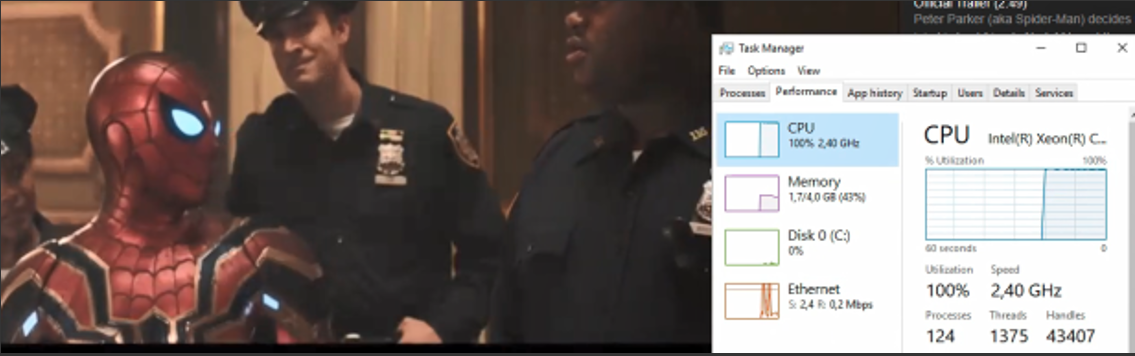 Official Trailer (2:49)
Peter Parker (aka Spider-Man) decides
Task Manager
File Options View
Processes Performance App history Startup Users Details Services
CPU
100% 2,40 GHz
Memory
1,7/4,0 GB (43%)
Disk 0 (C:)
0%
Ethernet
S: 2,4 R: 0,2 Mbps
CPU Intel(R) Xeon(R) C...
% Utilization 100%
60 seconds 0
Utilization Speed
100% 2,40 GHz
Processes Threads Handles
124 1375 43407